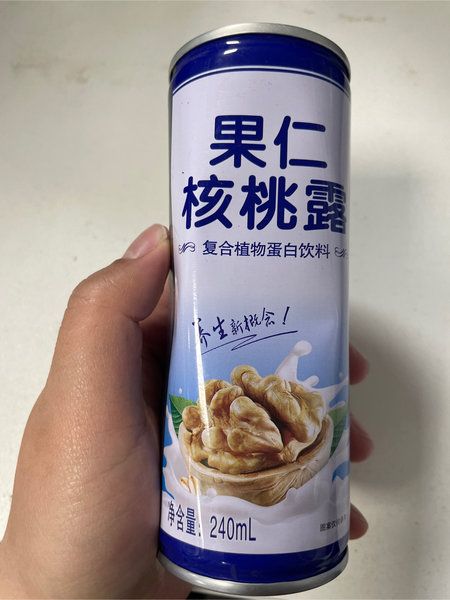 果仁
核桃露
复合植物蛋白饮料
养生新概念!
净含量: 240mL